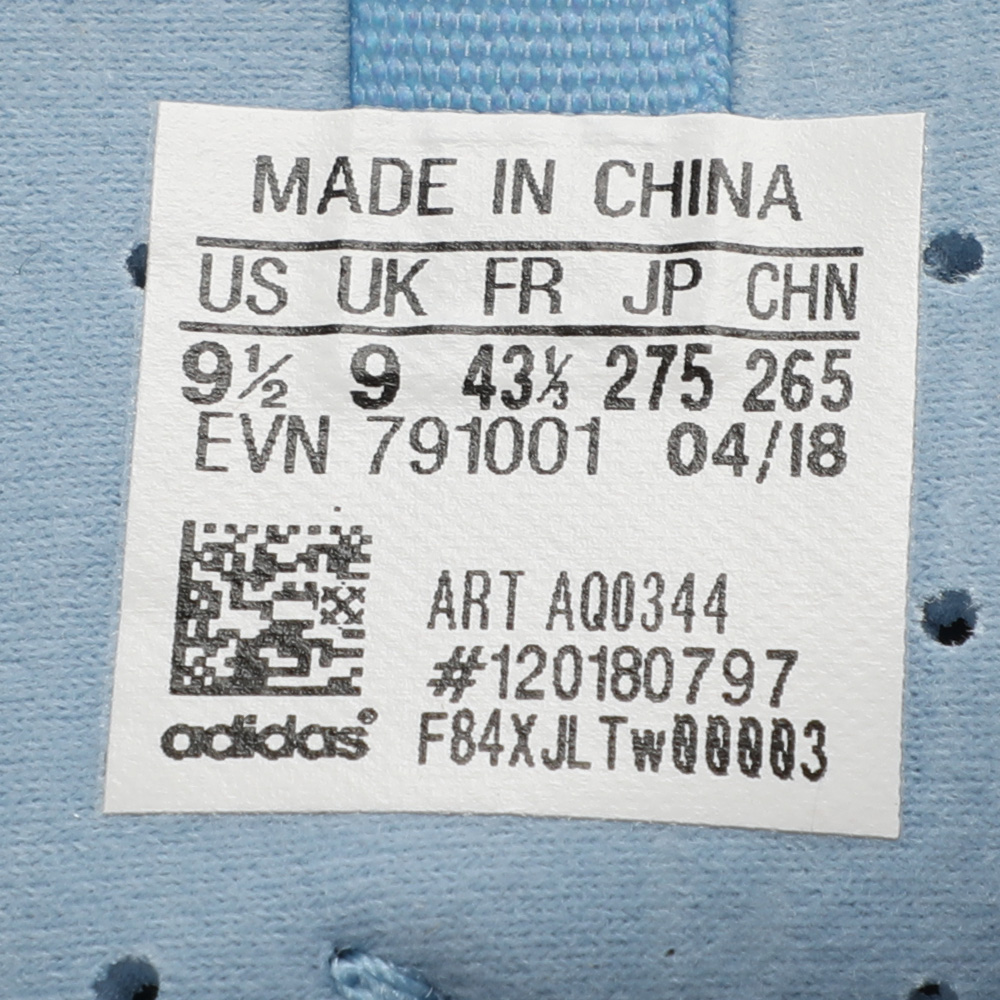 MADE IN CHINA
US UK FR JP CHN
9½ 9 43⅓ 275 265
EVN 791001 04/18
ART AQ0344
#120180797
adidas® F84XJLTw00003